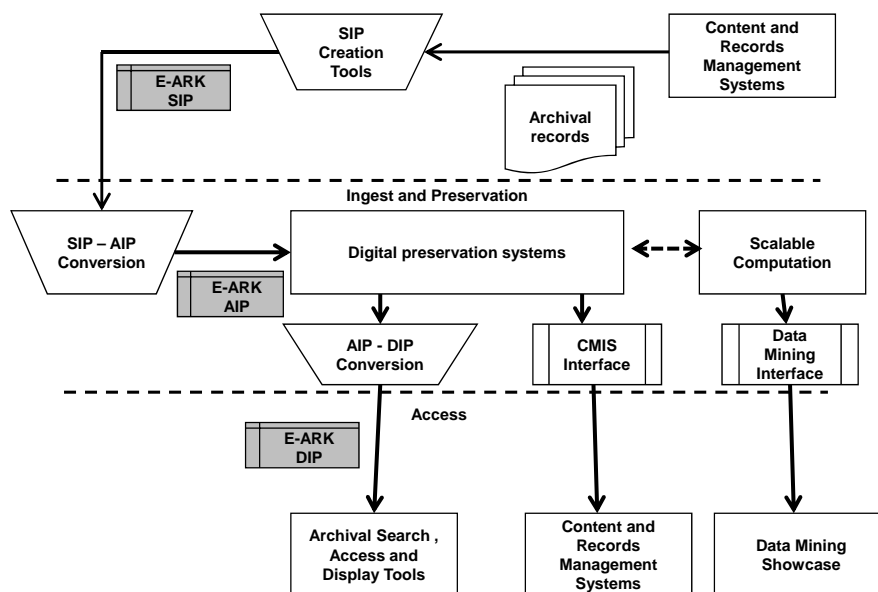 SIP
Creation
Tools
Content and
Records
Management
Systems
E-ARK
SIP
Archival
records
Ingest and Preservation
SIP – AIP
Conversion
Digital preservation systems
Scalable
Computation
E-ARK
AIP
AIP - DIP
Conversion
CMIS
Interface
Data
Mining
Interface
Access
E-ARK
DIP
Archival Search ,
Access and
Display Tools
Content and
Records
Management
Systems
Data Mining
Showcase